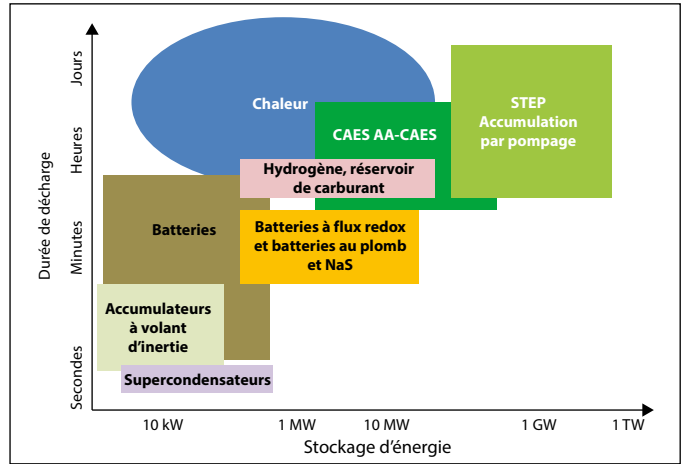 Durée de décharge
Jours
Heures
Minutes
Secondes
Chaleur
STEP
Accumulation
par pompage
CAES AA-CAES
Hydrogène, réservoir
de carburant
Batteries
Batteries à flux redox
et batteries au plomb
et NaS
Accumulateurs
à volant
d'inertie
Supercondensateurs
10 kW
1 MW
10 MW
1 GW
1 TW
Stockage d'énergie